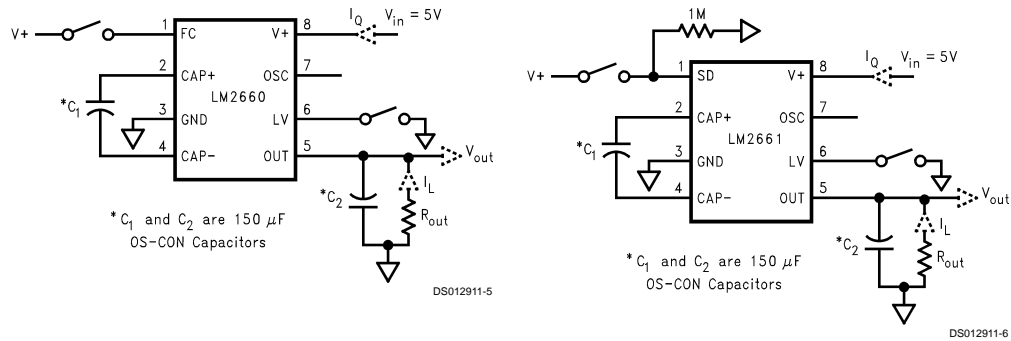 V+
1
FC
V+
8
I_Q
V_in = 5V
2
CAP+
OSC
7
LM2660
*C_1
3
GND
LV
6
4
CAP-
OUT
5
V_out
*C_2
I_L
R_out
*C_1 and C_2 are 150 μF
OS-CON Capacitors
DS012911-5
1M
V+
1
SD
V+
8
I_Q
V_in = 5V
2
CAP+
OSC
7
LM2661
*C_1
3
GND
LV
6
4
CAP-
OUT
5
V_out
*C_2
I_L
R_out
*C_1 and C_2 are 150 μF
OS-CON Capacitors
DS012911-6